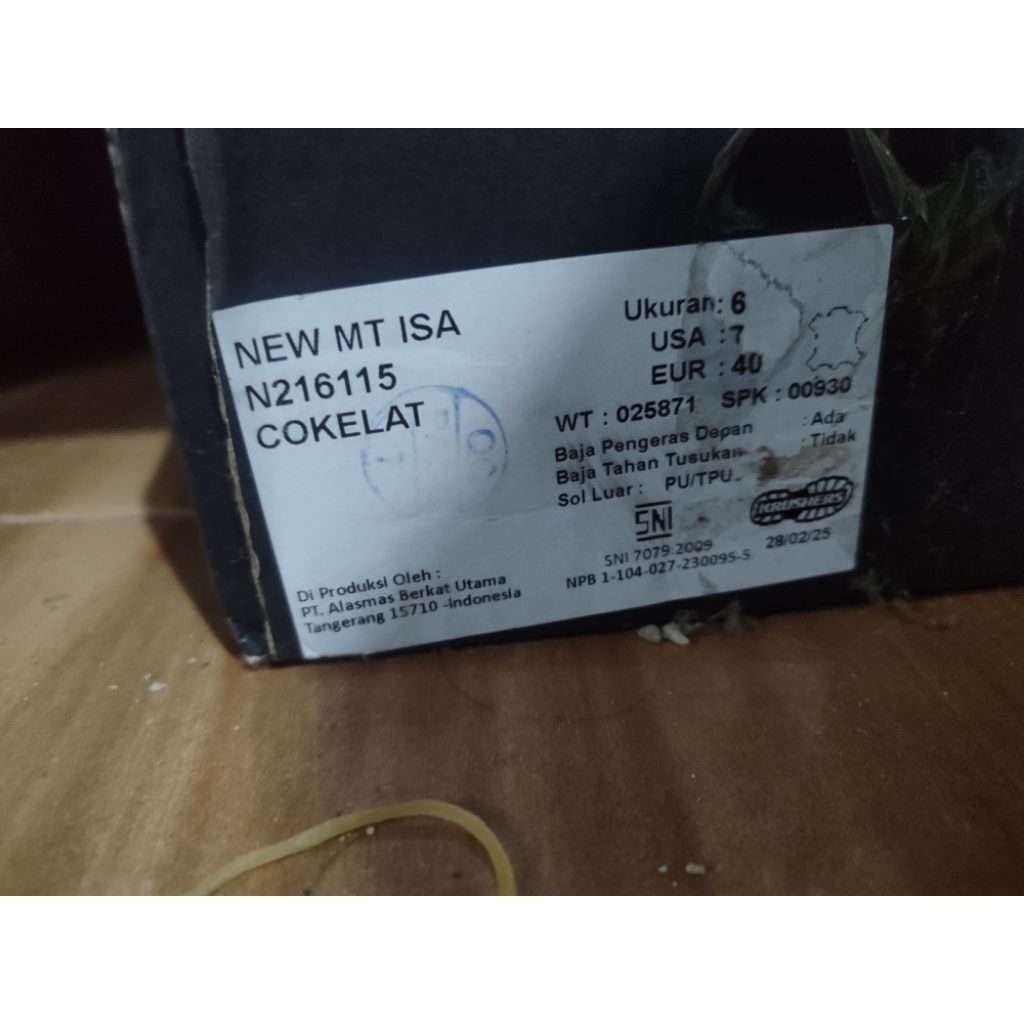 NEW MT ISA
N216115
COKELAT
Ukuran: 6
USA : 7
EUR : 40
WT : 025871 SPK : 00930
Baja Pengeras Depan : Ada
Baja Tahan Tusukan : Tidak
Sol Luar : PU/TPU
SNI
KRUSHERS
SNI 7079:2009 28/02/25
NPB 1-104-027-230095-5
Di Produksi Oleh :
PT. Alasmas Berkat Utama
Tangerang 15710 -Indonesia